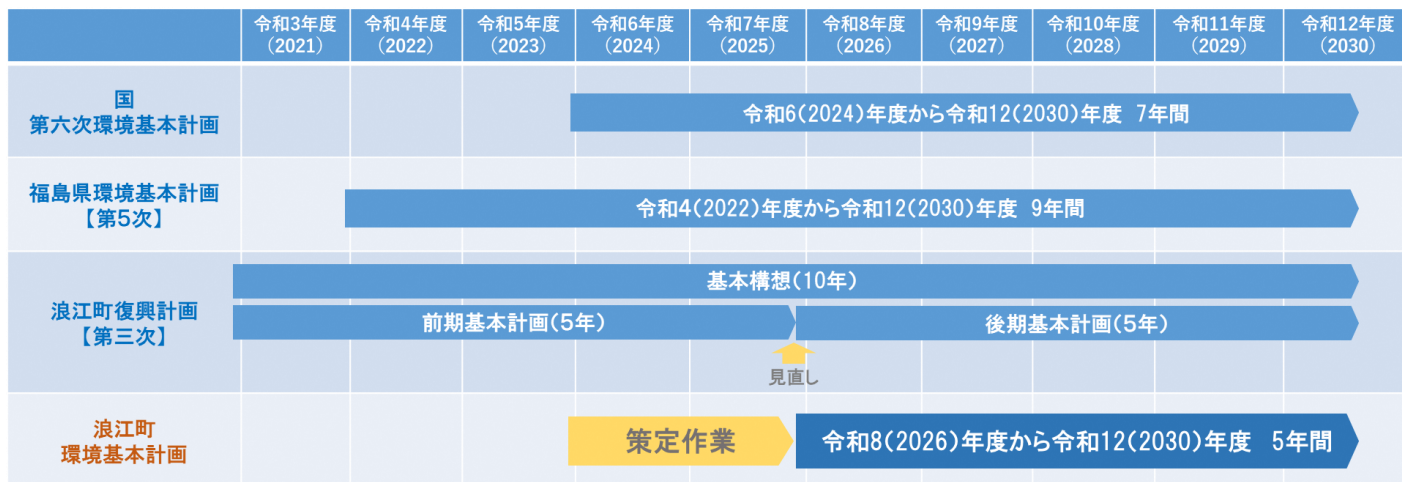 令和3年度
(2021)
令和4年度
(2022)
令和5年度
(2023)
令和6年度
(2024)
令和7年度
(2025)
令和8年度
(2026)
令和9年度
(2027)
令和10年度
(2028)
令和11年度
(2029)
令和12年度
(2030)
国
第六次環境基本計画
令和6(2024)年度から令和12(2030)年度 7年間
福島県環境基本計画
【第5次】
令和4(2022)年度から令和12(2030)年度 9年間
浪江町復興計画
【第三次】
基本構想(10年)
前期基本計画(5年)
後期基本計画(5年)
見直し
浪江町
環境基本計画
策定作業
令和8(2026)年度から令和12(2030)年度 5年間